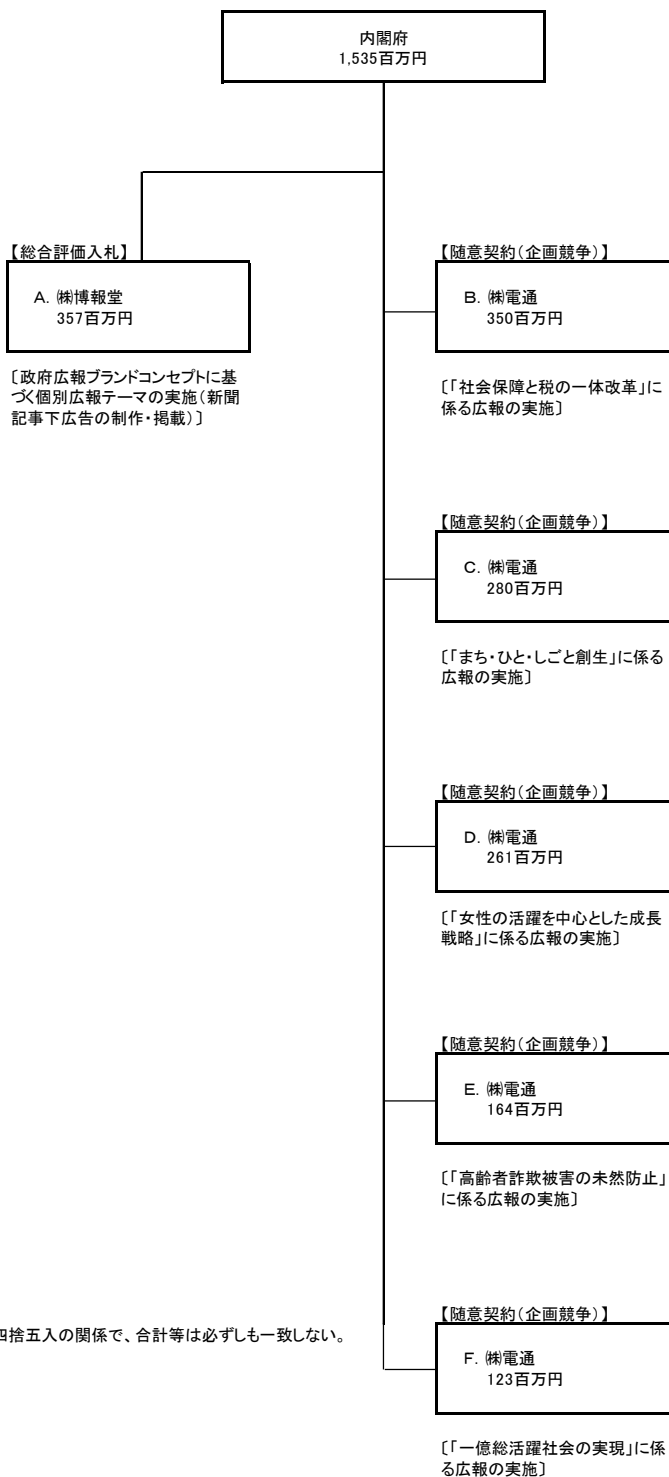 内閣府
1,535百万円
【総合評価入札】
A. ㈱博報堂
357百万円
〔政府広報ブランドコンセプトに基
づく個別広報テーマの実施(新聞
記事下広告の制作・掲載)〕
【随意契約(企画競争)】
B. ㈱電通
350百万円
〔「社会保障と税の一体改革」に
係る広報の実施〕
【随意契約(企画競争)】
C. ㈱電通
280百万円
〔「まち・ひと・しごと創生」に係る
広報の実施〕
【随意契約(企画競争)】
D. ㈱電通
261百万円
〔「女性の活躍を中心とした成長
戦略」に係る広報の実施〕
【随意契約(企画競争)】
E. ㈱電通
164百万円
〔「高齢者詐欺被害の未然防止」
に係る広報の実施〕
四捨五入の関係で、合計等は必ずしも一致しない。
【随意契約(企画競争)】
F. ㈱電通
123百万円
〔「一億総活躍社会の実現」に係
る広報の実施〕